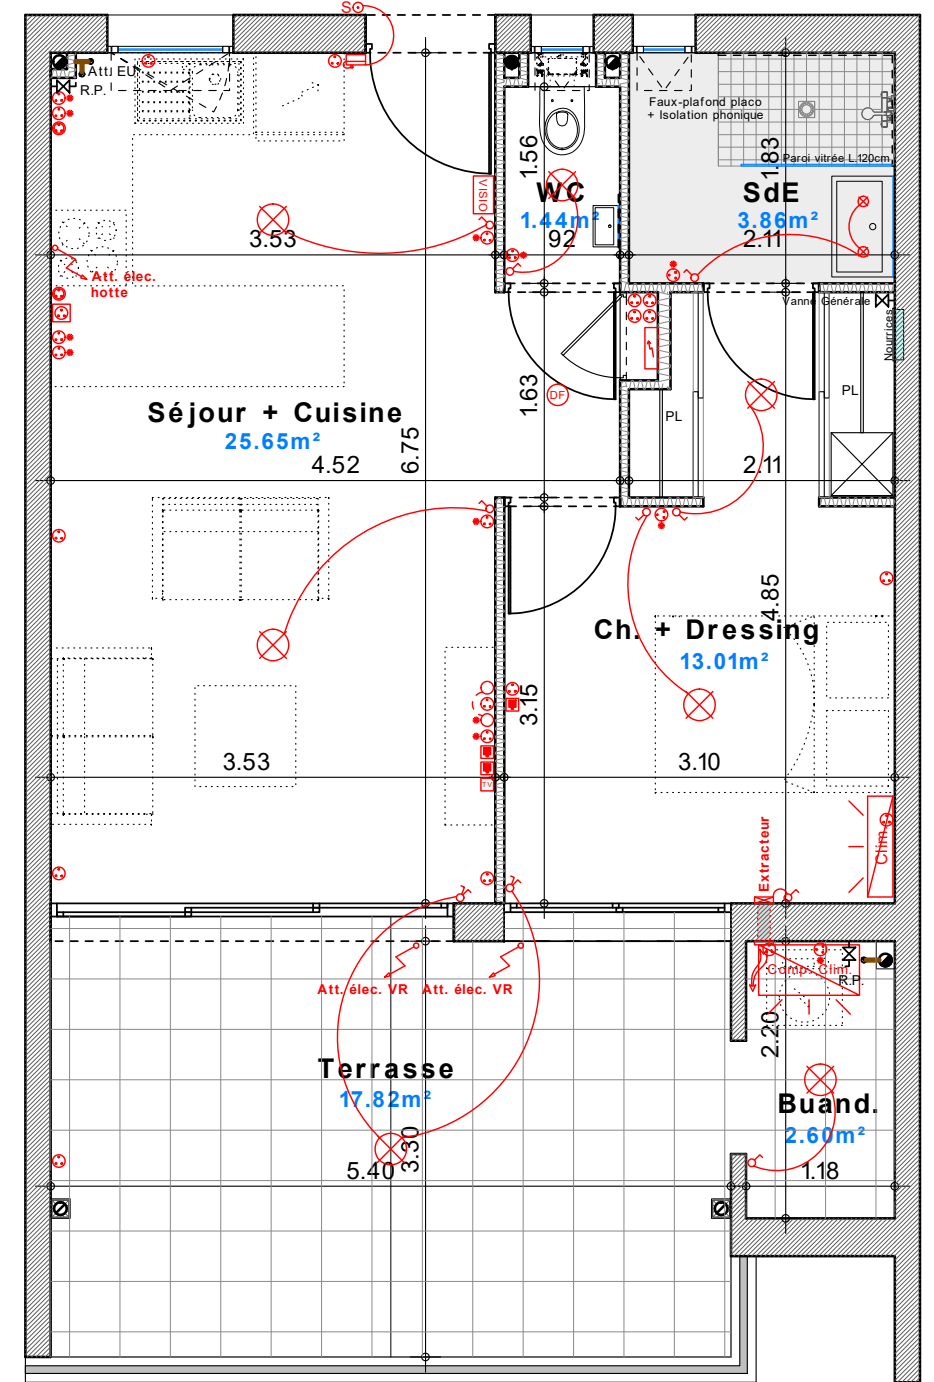 S
Att. EU
R.P.
Faux-plafond placo
+ Isolation phonique
1.56
1.83
Paroi vitrée L.120cm
VISIO
WC
1.44m²
92
SdE
3.86m²
2.11
3.53
Att. élec.
hotte
Vanne Générale
Nourrices
1.63
DF
PL
PL
Séjour + Cuisine
25.65m²
4.52
6.75
2.11
4.85
Ch. + Dressing
13.01m²
3.15
3.53
3.10
TV
Extracteur
Clim.
Att. élec. VR
Att. élec. VR
Comp. Clim.
R.P.
2.20
Terrasse
17.82m²
3.30
5.40
Buand.
2.60m²
1.18